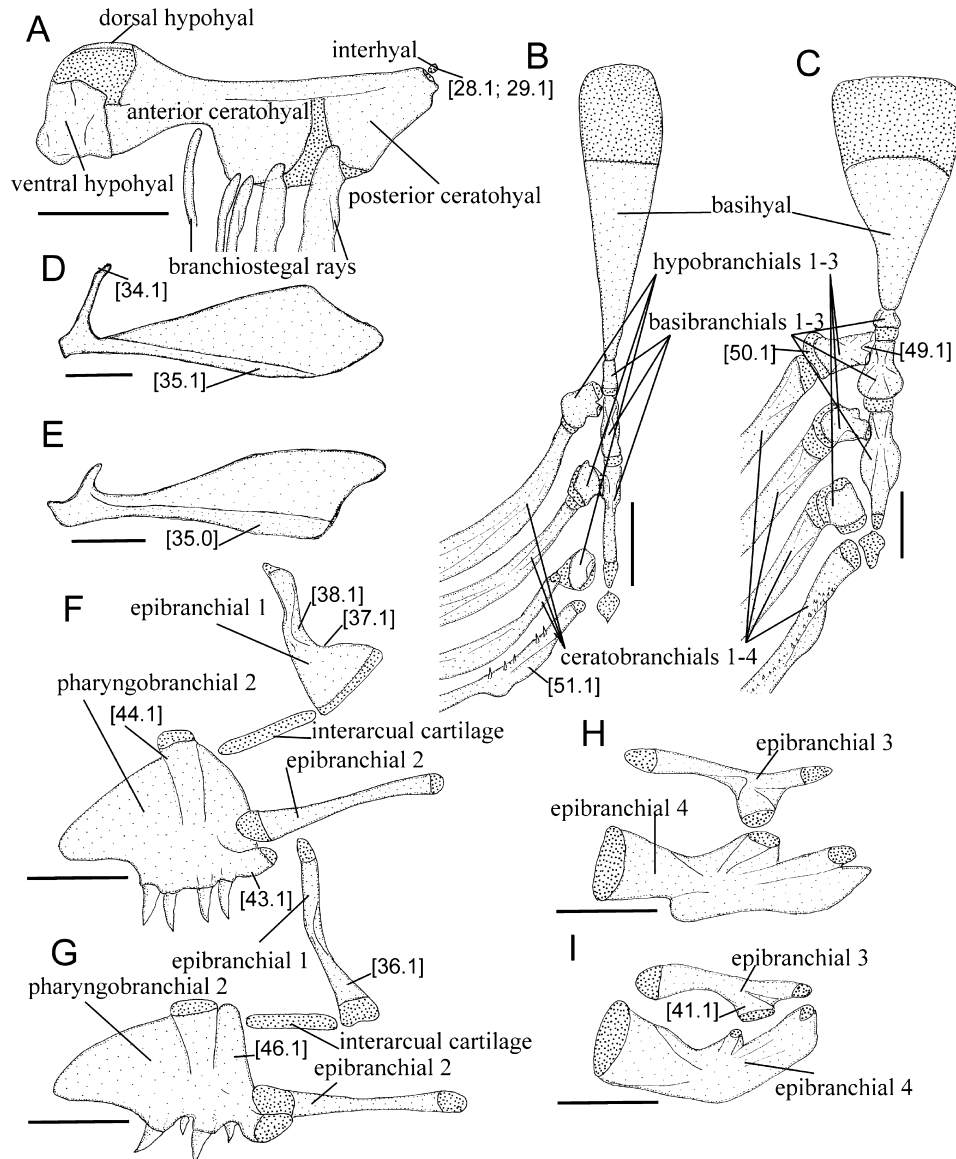 A
dorsal hypohyal
interhyal
[28.1; 29.1]
anterior ceratohyal
ventral hypohyal
posterior ceratohyal
branchiostegal rays
B
C
basihyal
hypobranchials 1-3
basibranchials 1-3
[50.1]
[49.1]
ceratobranchials 1-4
[51.1]
D
[34.1]
[35.1]
E
[35.0]
F
epibranchial 1
[38.1]
[37.1]
pharyngobranchial 2
[44.1]
interarcual cartilage
epibranchial 2
[43.1]
G
epibranchial 1
[36.1]
pharyngobranchial 2
[46.1]
interarcual cartilage
epibranchial 2
H
epibranchial 3
epibranchial 4
I
epibranchial 3
[41.1]
epibranchial 4